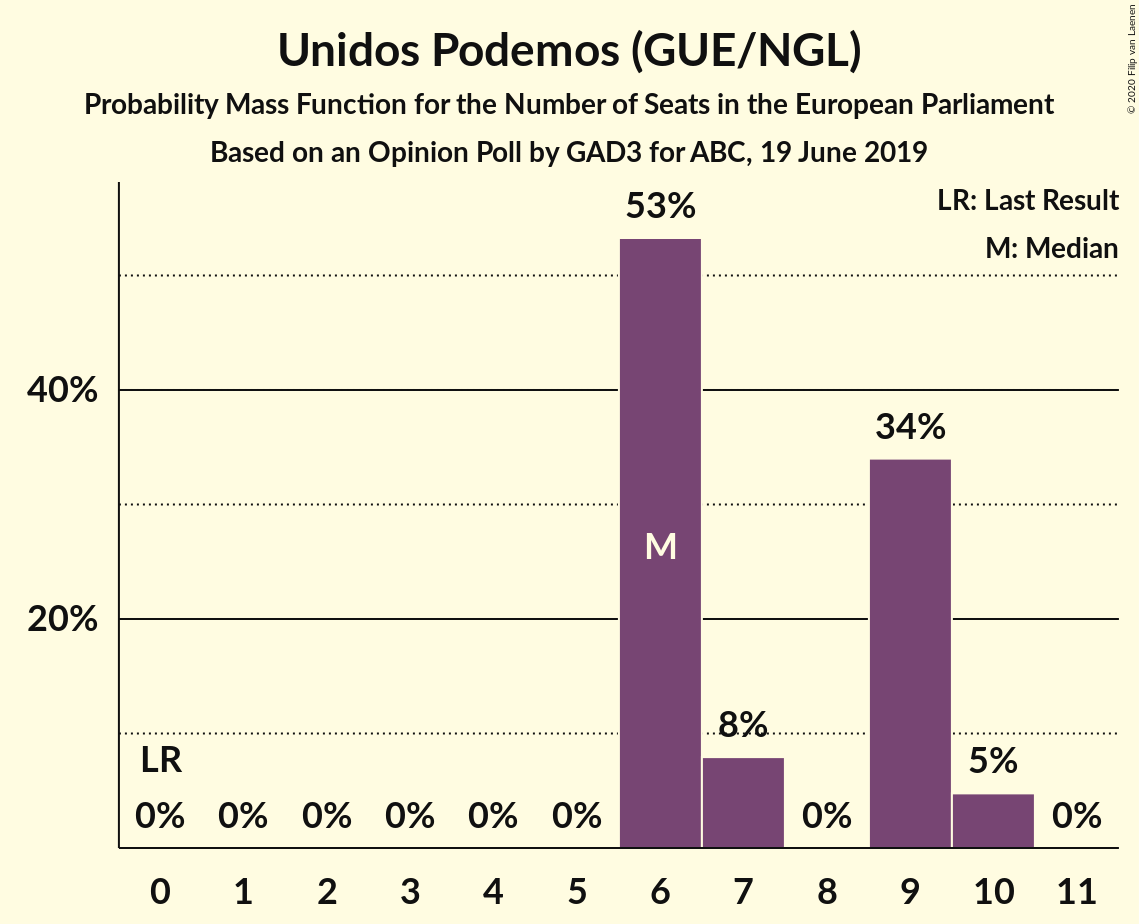 Unidos Podemos (GUE/NGL)
Probability Mass Function for the Number of Seats in the European Parliament
Based on an Opinion Poll by GAD3 for ABC, 19 June 2019
© 2020 Filip van Laenen
LR: Last Result
M: Median
53%
40%
34%
M
20%
8%
LR
5%
0% 0% 0% 0% 0% 0% 0% 0%
0 1 2 3 4 5 6 7 8 9 10 11